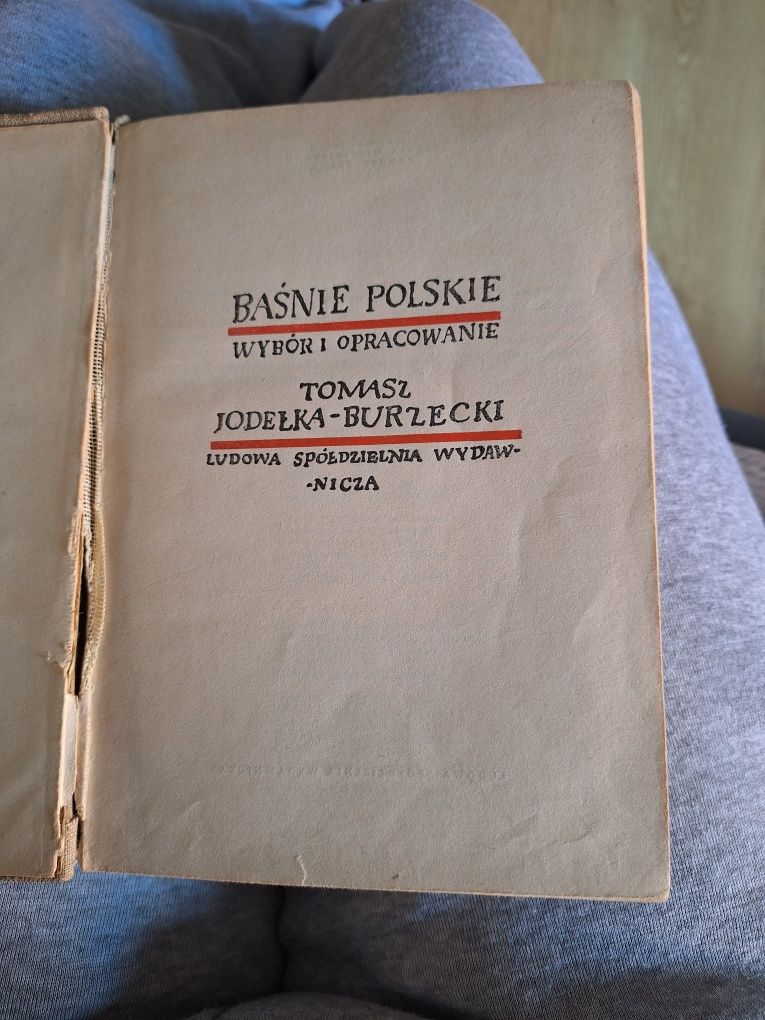 BAŚNIE POLSKIE
WYBÓR I OPRACOWANIE
TOMASZ
JODEŁKA-BURZECKI
LUDOWA SPÓŁDZIELNIA WYDAW-
-NICZA